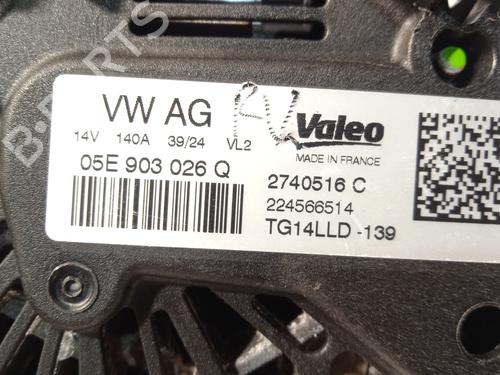 VW AG
14V 140A 39/24 VL2
05E 903 026 Q
Valeo
MADE IN FRANCE
2740516 C
224566514
TG14LLD -139
B-PARTS